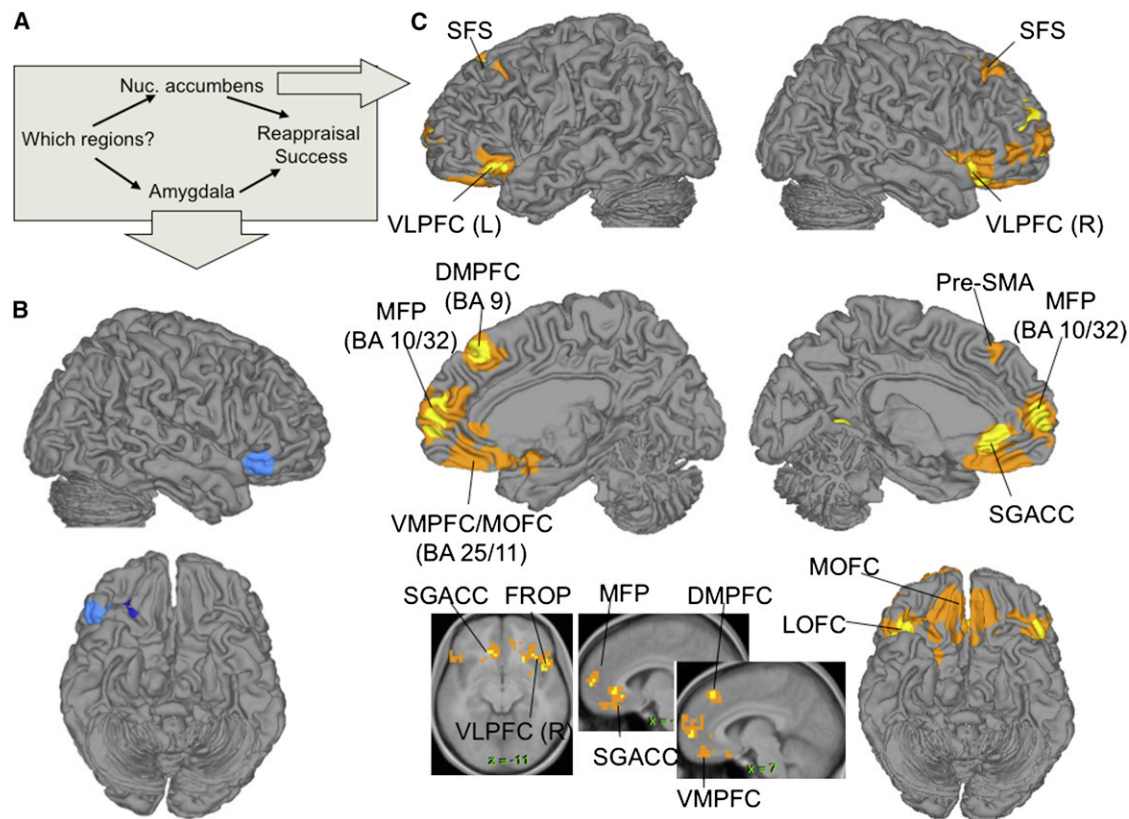 A
Nuc. accumbens
Which regions?
Reappraisal
Success
Amygdala
B
C
SFS
SFS
VLPFC (L)
VLPFC (R)
DMPFC
(BA 9)
MFP
(BA 10/32)
Pre-SMA
MFP
(BA 10/32)
VMPFC/MOFC
(BA 25/11)
SGACC
SGACC
FROP
MFP
DMPFC
MOFC
LOFC
VLPFC (R)
z = -11
SGACC
x = 7
VMPFC